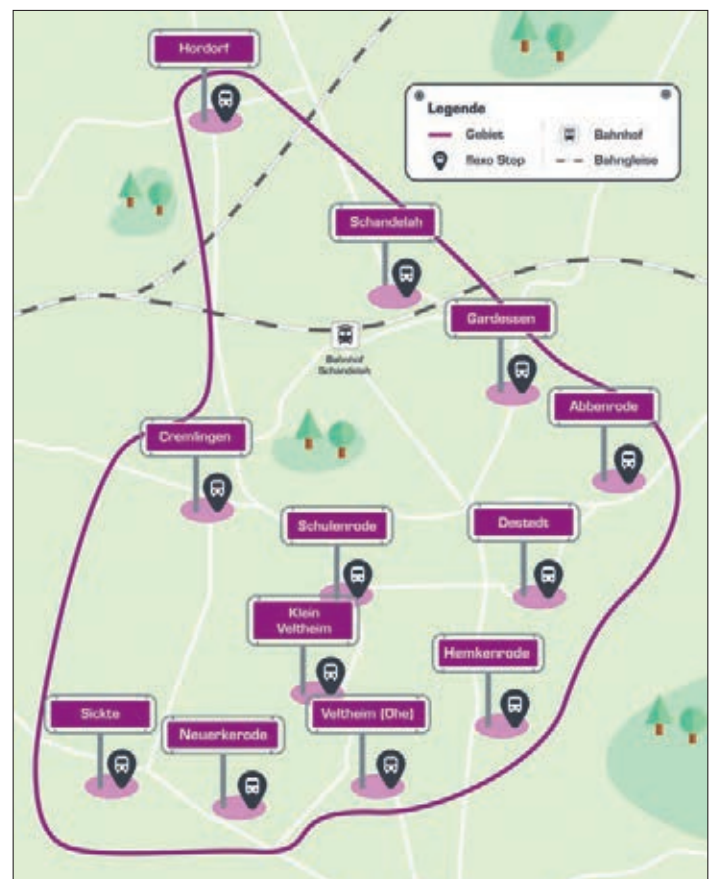 Hordorf
Legende
Gebiet
Bahnhof
flexo Stop
Bahngleise
Schandelah
Gardessen
Bahnhof
Schandelah
Abbenrode
Cremlingen
Schulenrode
Destedt
Klein
Veltheim
Hemkenrode
Sickte
Veltheim (Ohe)
Neuerkerode